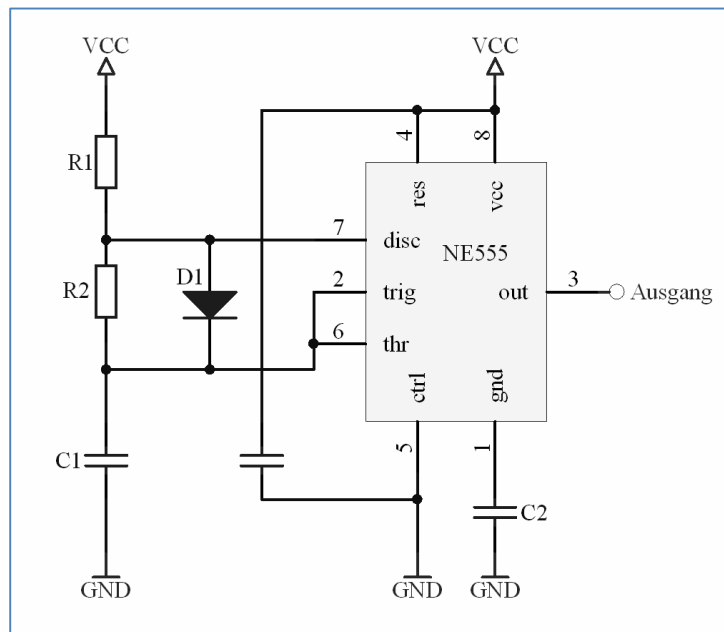 VCC
VCC
R1
4
8
res
vcc
7
disc
NE555
R2
D1
2
trig
out
3
Ausgang
6
thr
ctrl
gnd
C1
5
1
C2
GND
GND
GND